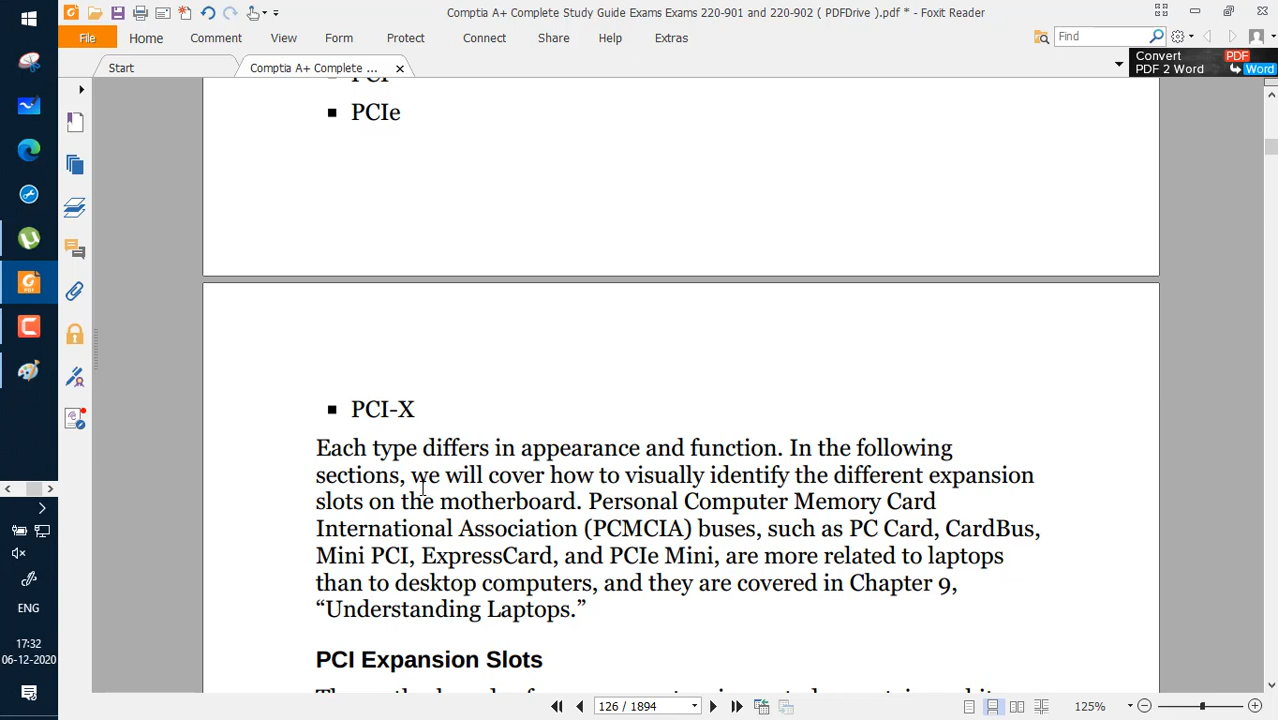 Comptia A+ Complete Study Guide Exams Exams 220-901 and 220-902 ( PDFDrive ).pdf * - Foxit Reader
File Home Comment View Form Protect Connect Share Help Extras
Find
Start
Comptia A+ Complete ...
Convert PDF
PDF 2 Word Word
PCI
PCIe
PCI-X
Each type differs in appearance and function. In the following
sections, we will cover how to visually identify the different expansion
slots on the motherboard. Personal Computer Memory Card
International Association (PCMCIA) buses, such as PC Card, CardBus,
Mini PCI, ExpressCard, and PCIe Mini, are more related to laptops
than to desktop computers, and they are covered in Chapter 9,
“Understanding Laptops.”
PCI Expansion Slots
ENG
17:32
06-12-2020
126 / 1894
125%